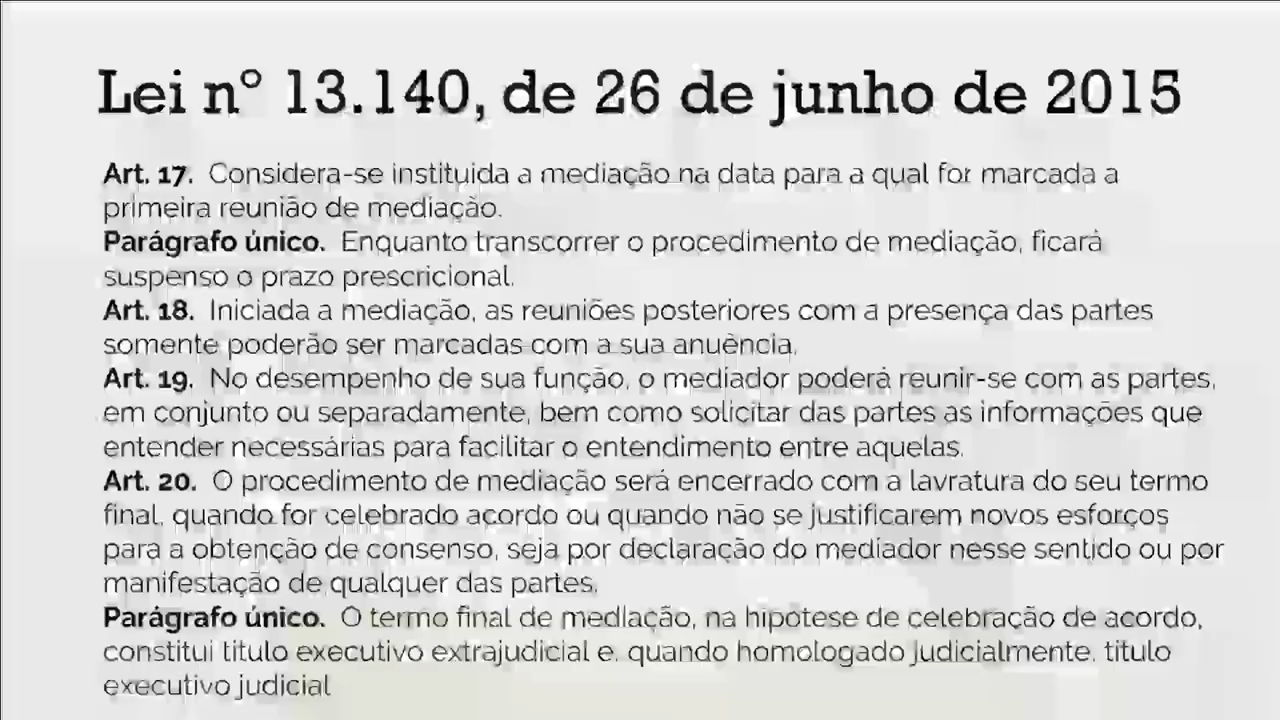 Lei nº 13.140, de 26 de junho de 2015
Art. 17. Considera-se instituída a mediação na data para a qual for marcada a
primeira reunião de mediação.
Parágrafo único. Enquanto transcorrer o procedimento de mediação, ficará
suspenso o prazo prescricional.
Art. 18. Iniciada a mediação, as reuniões posteriores com a presença das partes
somente poderão ser marcadas com a sua anuência.
Art. 19. No desempenho de sua função, o mediador poderá reunir-se com as partes,
em conjunto ou separadamente, bem como solicitar das partes as informações que
entender necessárias para facilitar o entendimento entre aquelas.
Art. 20. O procedimento de mediação será encerrado com a lavratura do seu termo
final, quando for celebrado acordo ou quando não se justificarem novos esforços
para a obtenção de consenso, seja por declaração do mediador nesse sentido ou por
manifestação de qualquer das partes.
Parágrafo único. O termo final de mediação, na hipótese de celebração de acordo,
constitui título executivo extrajudicial e, quando homologado judicialmente, título
executivo judicial